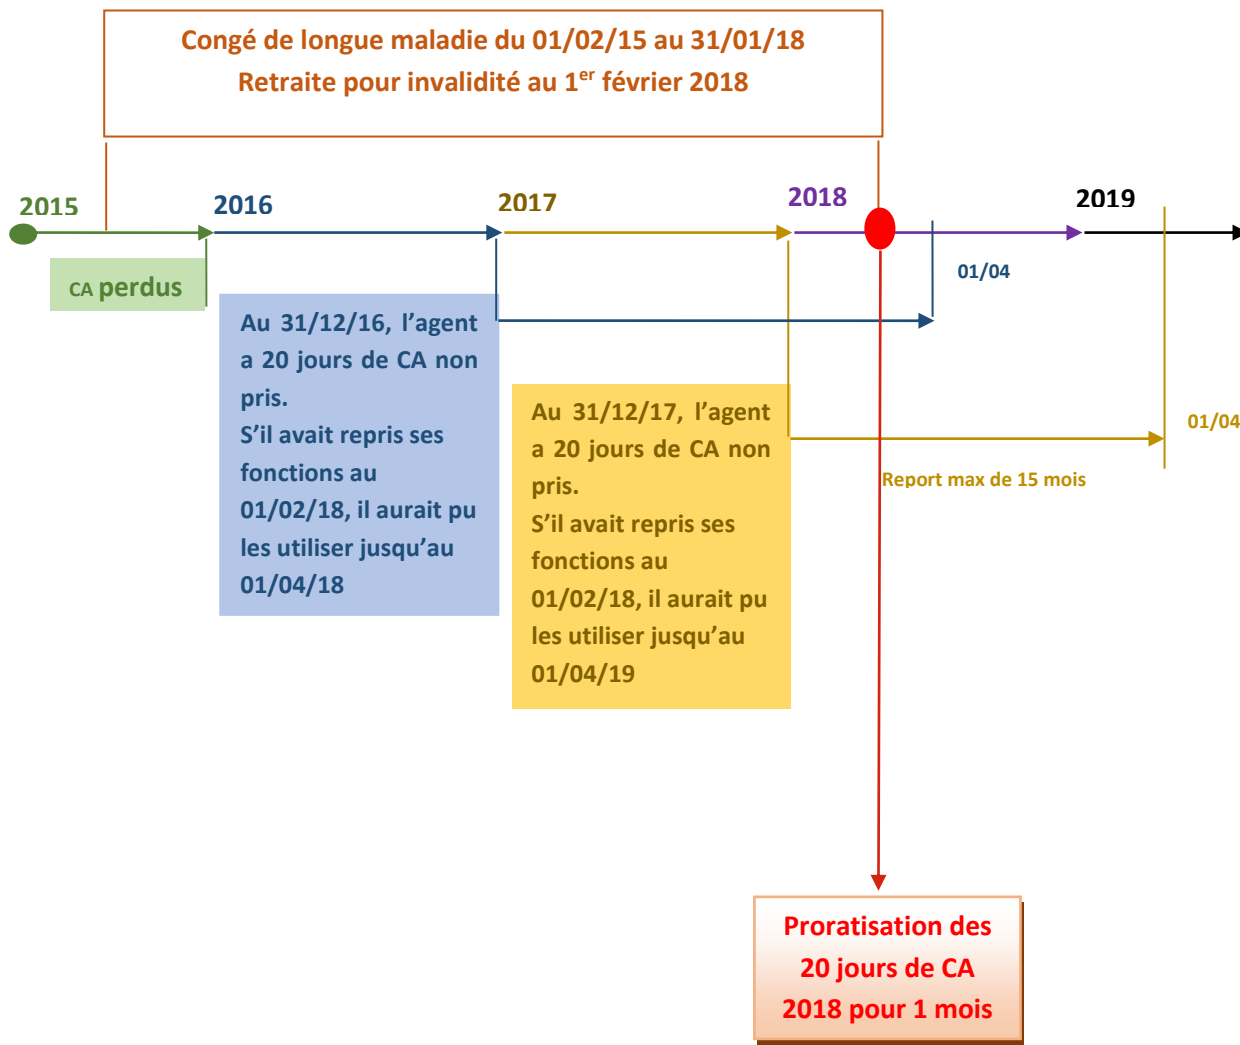 Congé de longue maladie du 01/02/15 au 31/01/18
Retraite pour invalidité au 1er février 2018
2015
2016
2017
2018
2019
CA perdus
01/04
Au 31/12/16, l’agent
a 20 jours de CA non
pris.
S’il avait repris ses
fonctions au
01/02/18, il aurait pu
les utiliser jusqu’au
01/04/18
Au 31/12/17, l’agent
a 20 jours de CA non
pris.
S’il avait repris ses
fonctions au
01/02/18, il aurait pu
les utiliser jusqu’au
01/04/19
01/04
Report max de 15 mois
Proratisation des
20 jours de CA
2018 pour 1 mois